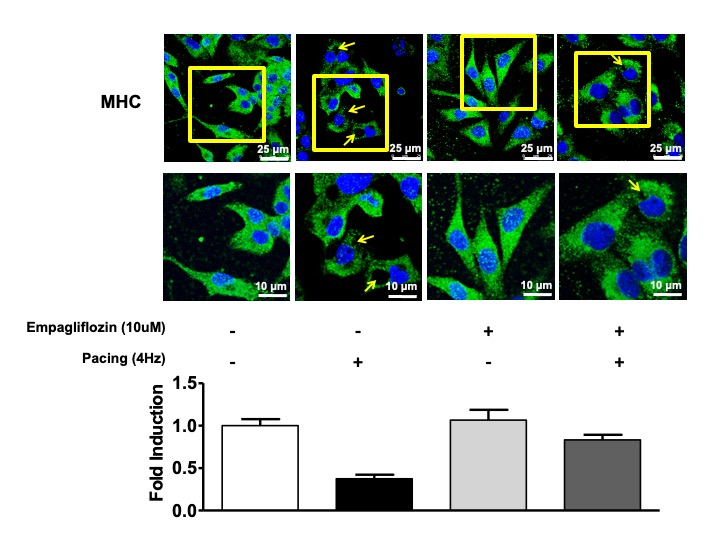 MHC
25 μm 25 μm 25 μm 25 μm
10 μm 10 μm 10 μm 10 μm
Empagliflozin (10uM) - - + +
Pacing (4Hz) - + - +
Fold Induction
1.5
1.0
0.5
0.0